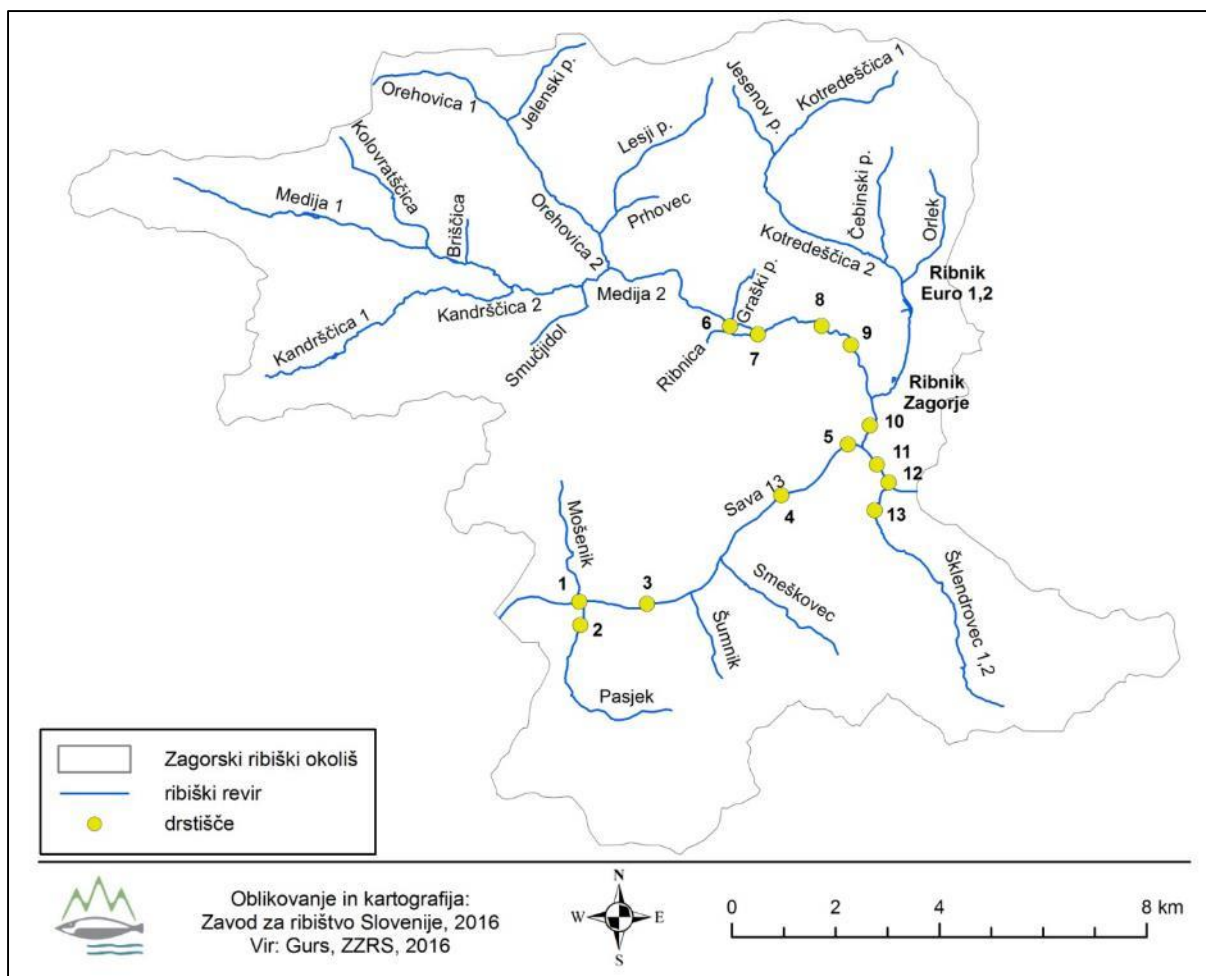 Orehovica 1
Jelenski p.
Jesenov p.
Kotredeščica 1
Kolovratščica
Lesji p.
Medija 1
Briščica
Orehovica 2
Prhovec
Čebinski p.
Orlek
Kotredeščica 2
Kandrščica 1
Kandrščica 2
Medija 2
Smučjidol
Graški p.
Ribnik
Euro 1,2
6
7
8
9
Ribnica
Ribnik
Zagorje
10
5
11
12
13
Sava 13
4
Mošenik
1
2
3
Smeškovec
Šumnik
Šklendrovec 1,2
Pasjek
Zagorski ribiški okoliš
ribiški revir
drstišče
Oblikovanje in kartografija:
Zavod za ribištvo Slovenije, 2016
Vir: Gurs, ZZRS, 2016
N
W
E
S
0 2 4 8 km